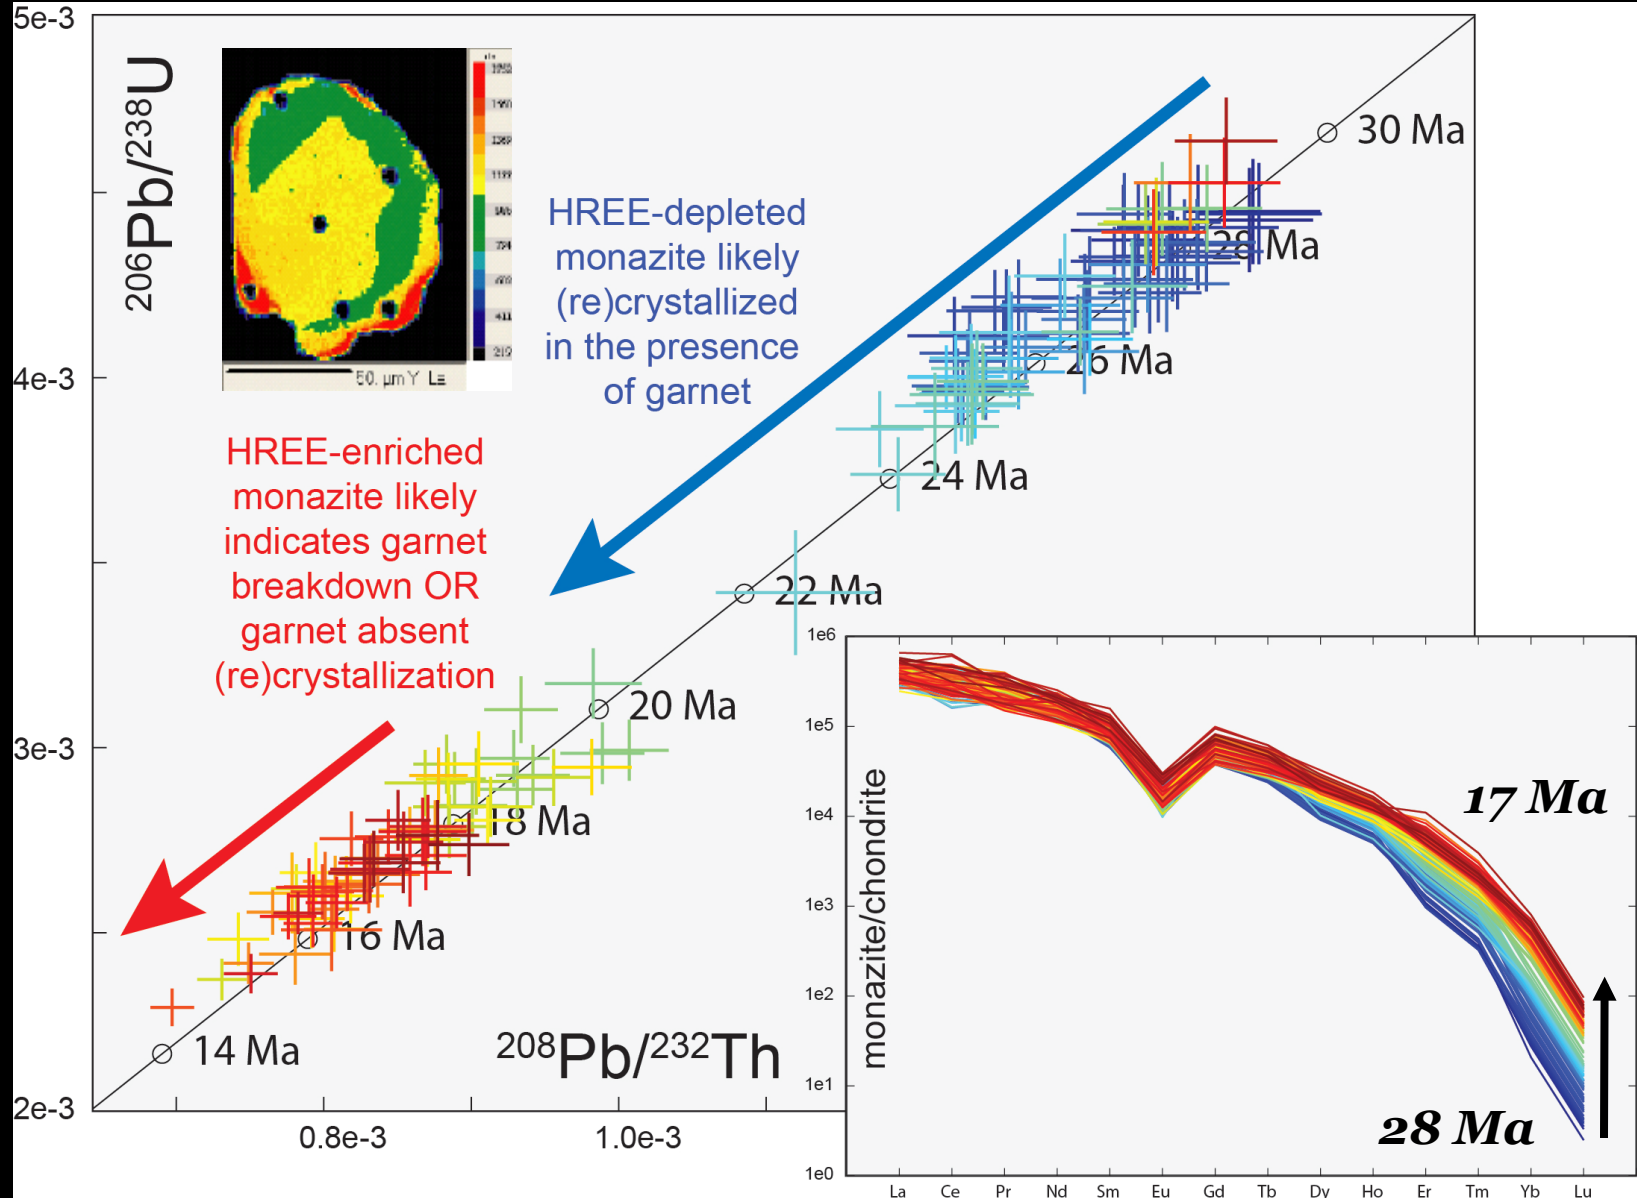 5e-3
4e-3
3e-3
2e-3
206Pb/238U
50. µm Y La
HREE-depleted
monazite likely
(re)crystallized
in the presence
of garnet
HREE-enriched
monazite likely
indicates garnet
breakdown OR
garnet absent
(re)crystallization
30 Ma
28 Ma
26 Ma
24 Ma
22 Ma
20 Ma
18 Ma
16 Ma
14 Ma
208Pb/232Th
0.8e-3
1.0e-3
monazite/chondrite
1e6
1e5
1e4
1e3
1e2
1e1
1e0
17 Ma
28 Ma
La Ce Pr Nd Sm Eu Gd Tb Dy Ho Er Tm Yb Lu